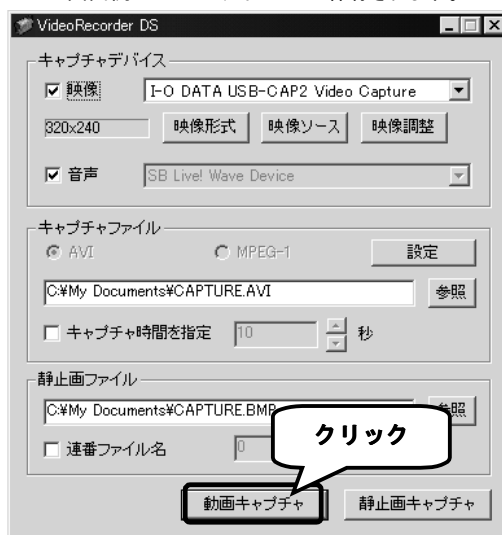 VideoRecorder DS
キャプチャデバイス
映像 I-O DATA USB-CAP2 Video Capture
320x240 映像形式 映像ソース 映像調整
音声 SB Live! Wave Device
キャプチャファイル
AVI MPEG-1 設定
C:¥My Documents¥CAPTURE.AVI 参照
キャプチャ時間を指定 10 秒
静止画ファイル
C:¥My Documents¥CAPTURE.BMP 参照
クリック
連番ファイル名 0
動画キャプチャ 静止画キャプチャ